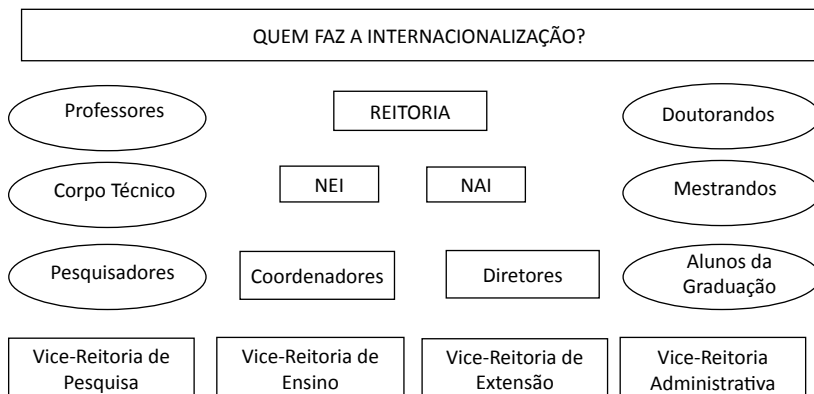 QUEM FAZ A INTERNACIONALIZAÇÃO?
Professores
REITORIA
Doutorandos
Corpo Técnico
NEI
NAI
Mestrandos
Pesquisadores
Coordenadores
Diretores
Alunos da
Graduação
Vice-Reitoria de
Pesquisa
Vice-Reitoria de
Ensino
Vice-Reitoria de
Extensão
Vice-Reitoria
Administrativa